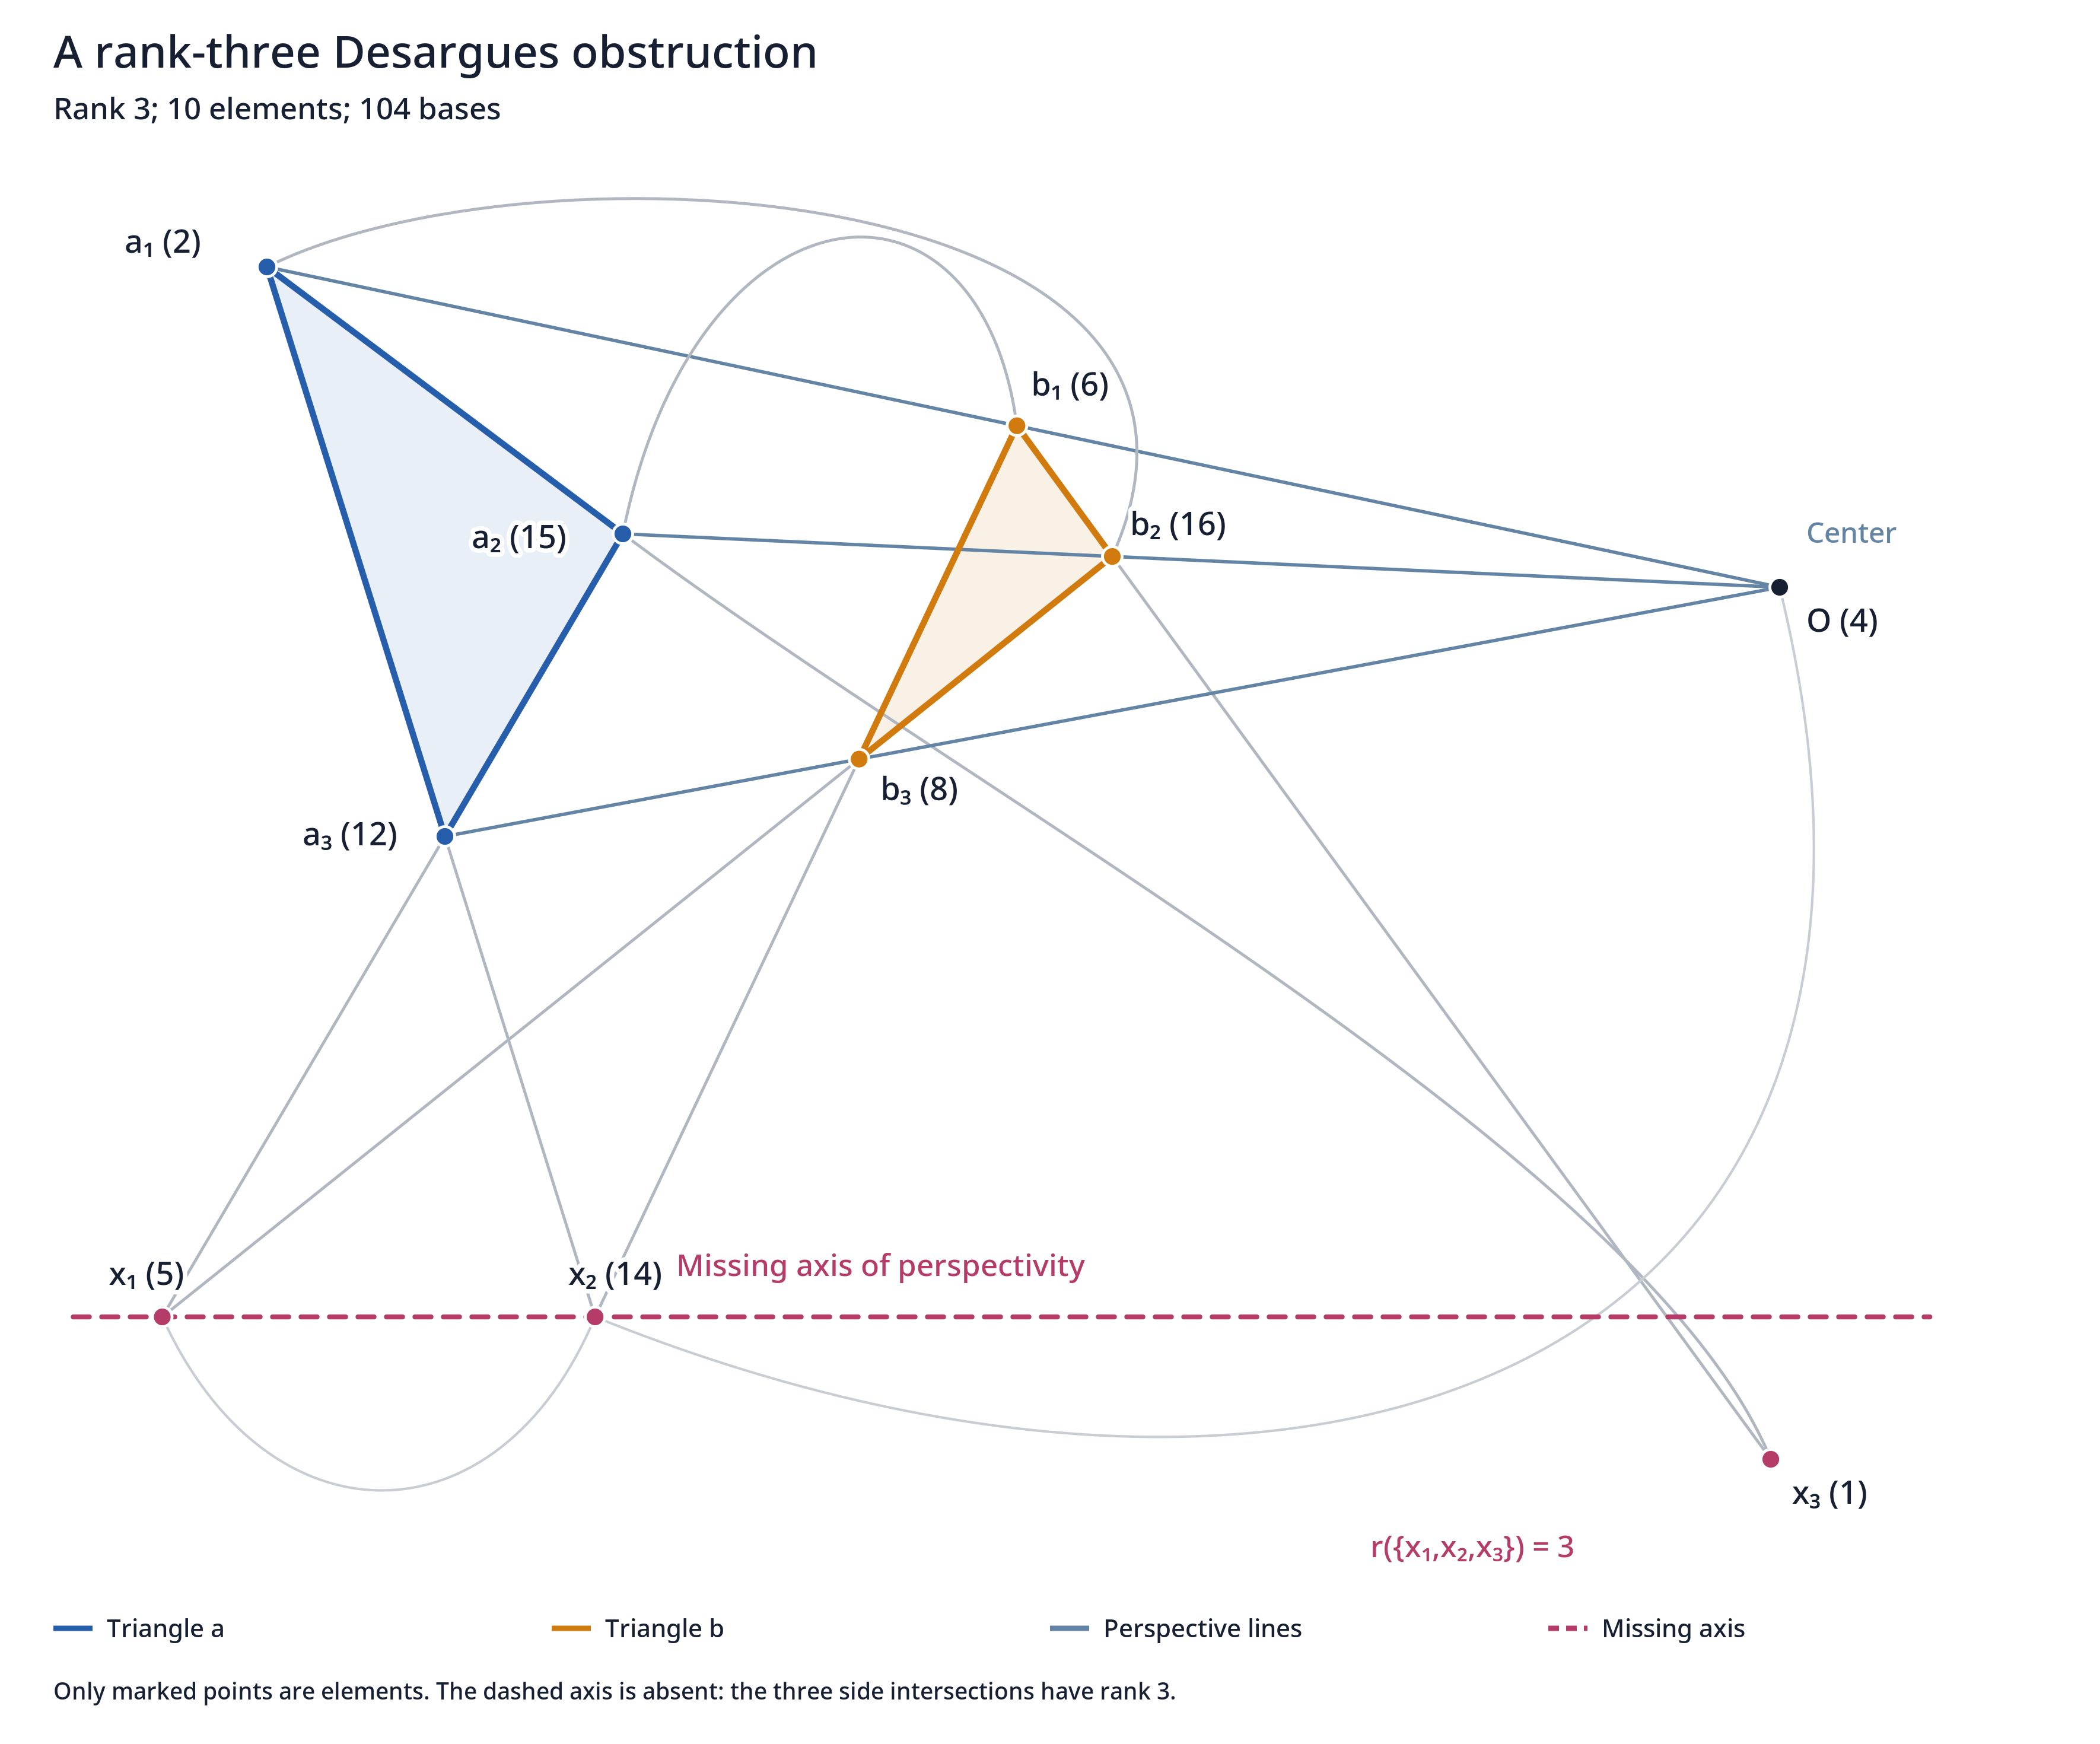 A rank-three Desargues obstruction
Rank 3; 10 elements; 104 bases
a₁ (2)
b₁ (6)
a₂ (15)
b₂ (16)
Center
O (4)
b₃ (8)
a₃ (12)
x₁ (5)
x₂ (14)
Missing axis of perspectivity
x₃ (1)
r({x₁,x₂,x₃}) = 3
Triangle a
Triangle b
Perspective lines
Missing axis
Only marked points are elements. The dashed axis is absent: the three side intersections have rank 3.